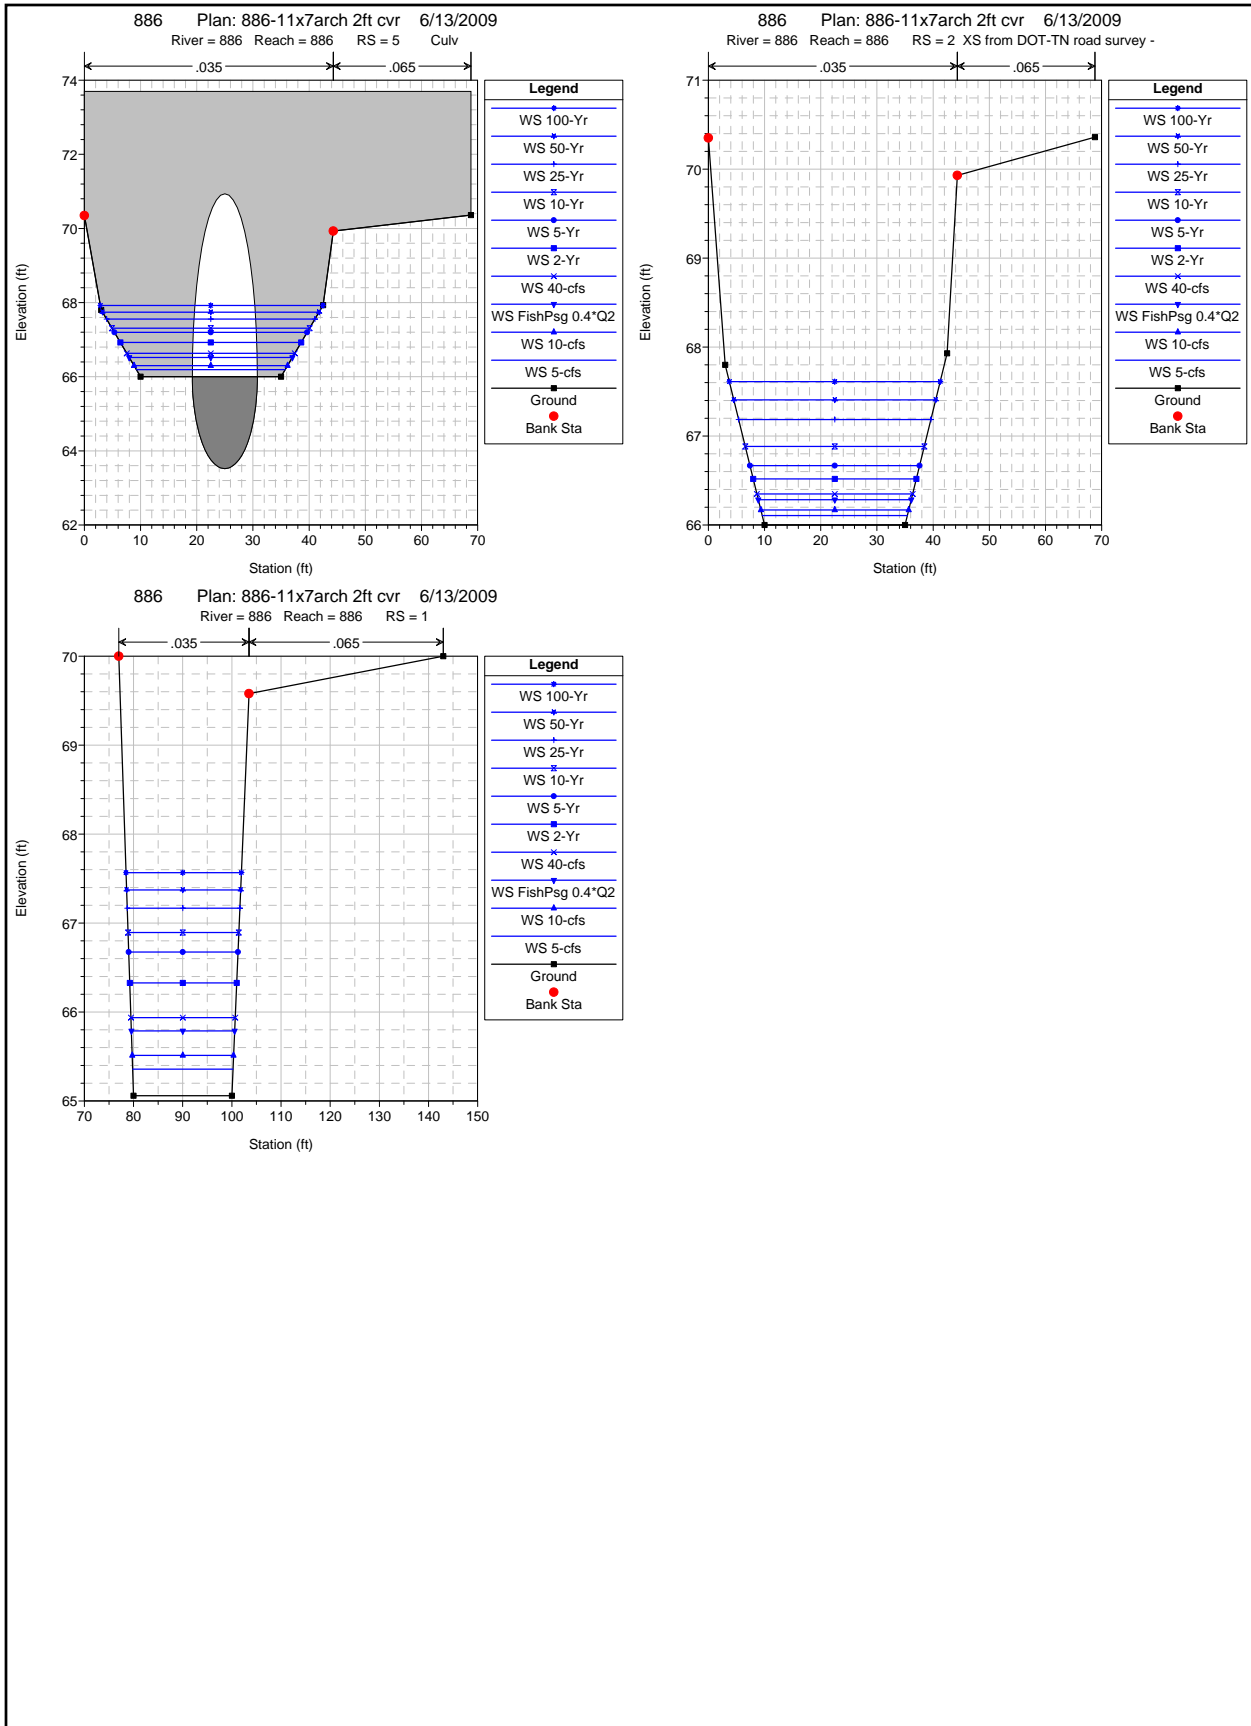 886 Plan: 886-11x7arch 2ft cvr 6/13/2009
River = 886 Reach = 886 RS = 5 Culv
.035 .065
74
72
70
68
66
64
62
Elevation (ft)
0 10 20 30 40 50 60 70
Station (ft)
Legend
WS 100-Yr
WS 50-Yr
WS 25-Yr
WS 10-Yr
WS 5-Yr
WS 2-Yr
WS 40-cfs
WS FishPsg 0.4*Q2
WS 10-cfs
WS 5-cfs
Ground
Bank Sta
886 Plan: 886-11x7arch 2ft cvr 6/13/2009
River = 886 Reach = 886 RS = 2 XS from DOT-TN road survey -
.035 .065
71
70
69
68
67
66
Elevation (ft)
0 10 20 30 40 50 60 70
Station (ft)
Legend
WS 100-Yr
WS 50-Yr
WS 25-Yr
WS 10-Yr
WS 5-Yr
WS 2-Yr
WS 40-cfs
WS FishPsg 0.4*Q2
WS 10-cfs
WS 5-cfs
Ground
Bank Sta
886 Plan: 886-11x7arch 2ft cvr 6/13/2009
River = 886 Reach = 886 RS = 1
.035 .065
70
69
68
67
66
65
Elevation (ft)
70 80 90 100 110 120 130 140 150
Station (ft)
Legend
WS 100-Yr
WS 50-Yr
WS 25-Yr
WS 10-Yr
WS 5-Yr
WS 2-Yr
WS 40-cfs
WS FishPsg 0.4*Q2
WS 10-cfs
WS 5-cfs
Ground
Bank Sta